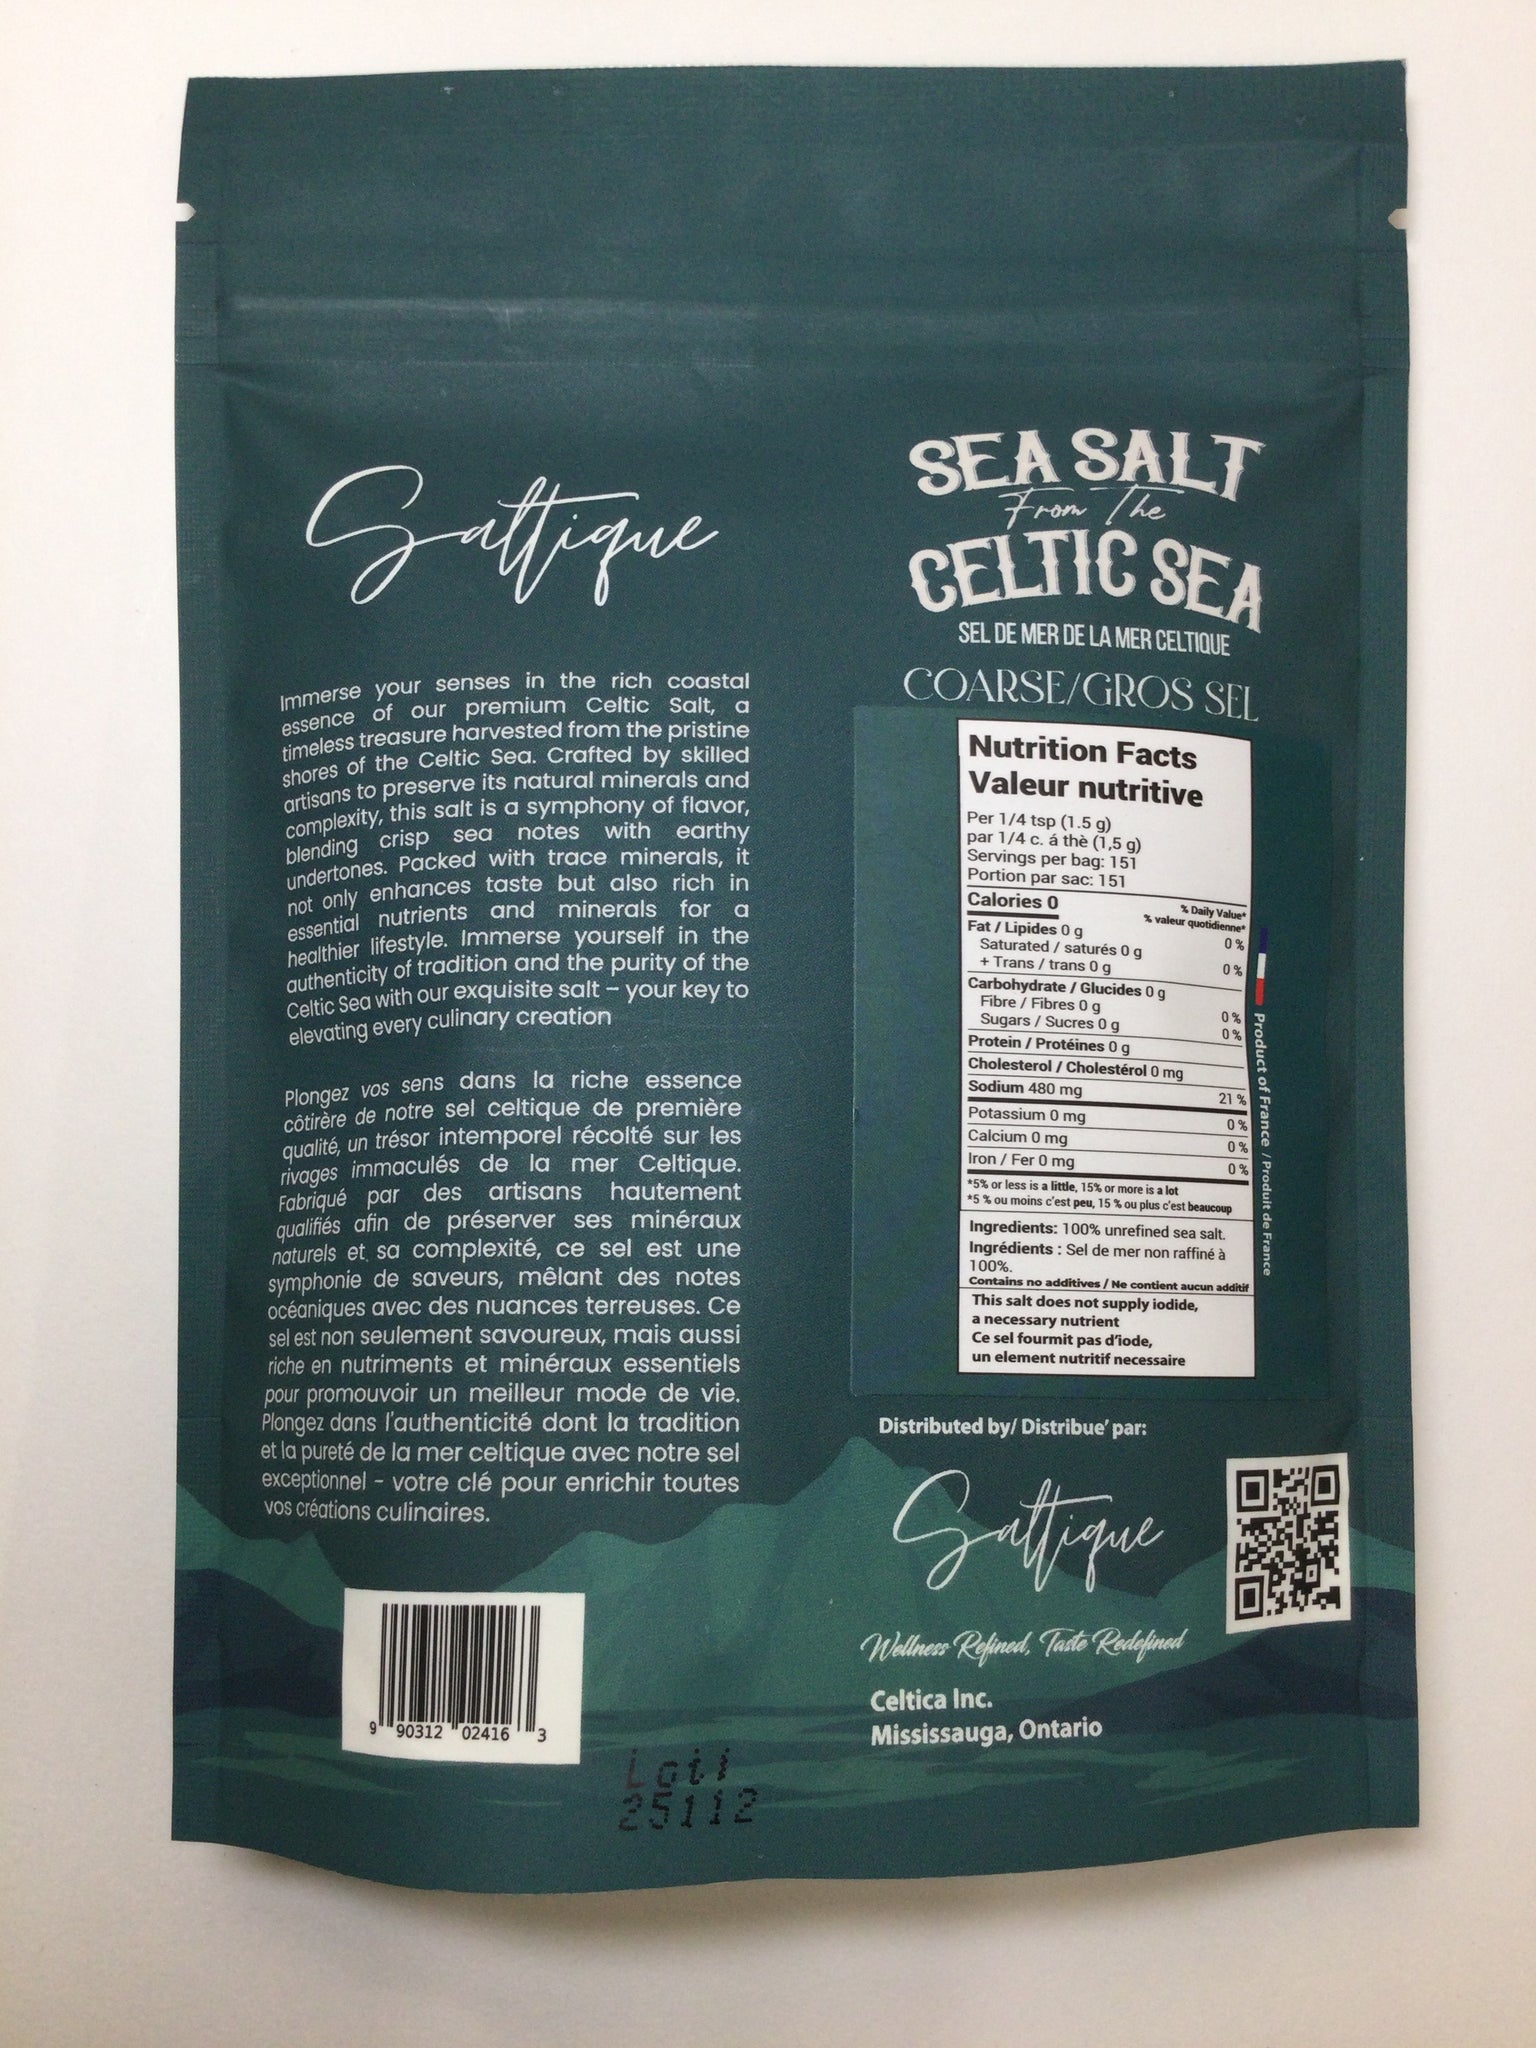 Saltique
Immerse your senses in the rich coastal
essence of our premium Celtic Salt, a
timeless treasure harvested from the pristine
shores of the Celtic Sea. Crafted by skilled
artisans to preserve its natural minerals and
complexity, this salt is a symphony of flavor,
blending crisp sea notes with earthy
undertones. Packed with trace minerals, it
not only enhances taste but also rich in
essential nutrients and minerals for a
healthier lifestyle. Immerse yourself in the
authenticity of tradition and the purity of the
Celtic Sea with our exquisite salt – your key to
elevating every culinary creation
Plongez vos sens dans la riche essence
côtirère de notre sel celtique de première
qualité, un trésor intemporel récolté sur les
rivages immaculés de la mer Celtique.
Fabriqué par des artisans hautement
qualifiés afin de préserver ses minéraux
naturels et sa complexité, ce sel est une
symphonie de saveurs, mêlant des notes
océaniques avec des nuances terreuses. Ce
sel est non seulement savoureux, mais aussi
riche en nutriments et minéraux essentiels
pour promouvoir un meilleur mode de vie.
Plongez dans l'authenticité dont la tradition
et la pureté de la mer celtique avec notre sel
exceptionnel - votre clé pour enrichir toutes
vos créations culinaires.
9 90312 02416 3
Lot#
25112
SEA SALT
From The
CELTIC SEA
SEL DE MER DE LA MER CELTIQUE
COARSE/GROS SEL
Nutrition Facts
Valeur nutritive
Per 1/4 tsp (1.5 g)
par 1/4 c. á thè (1,5 g)
Servings per bag: 151
Portion par sac: 151
Calories 0 % Daily Value*
% valeur quotidienne*
Fat / Lipides 0 g 0 %
Saturated / saturés 0 g
+ Trans / trans 0 g 0 %
Carbohydrate / Glucides 0 g
Fibre / Fibres 0 g 0 %
Sugars / Sucres 0 g 0 %
Protein / Protéines 0 g
Cholesterol / Cholestérol 0 mg
Sodium 480 mg 21 %
Potassium 0 mg 0 %
Calcium 0 mg 0 %
Iron / Fer 0 mg 0 %
*5% or less is a little, 15% or more is a lot
*5 % ou moins c'est peu, 15 % ou plus c'est beaucoup
Ingredients: 100% unrefined sea salt.
Ingrédients : Sel de mer non raffiné à
100%.
Contains no additives / Ne contient aucun additif
This salt does not supply iodide,
a necessary nutrient
Ce sel fourmit pas d'iode,
un element nutritif necessaire
Product of France / Produit de France
Distributed by/ Distribue' par:
Saltique
Wellness Refined, Taste Redefined
Celtica Inc.
Mississauga, Ontario